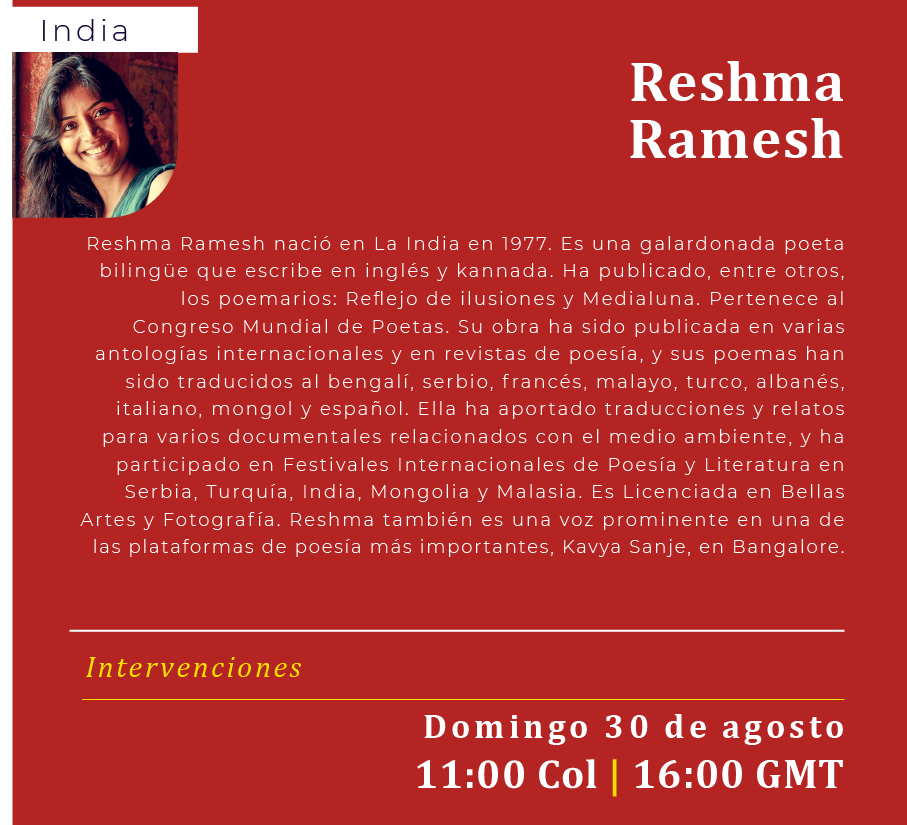 India
Reshma
Ramesh
Reshma Ramesh nació en La India en 1977. Es una galardonada poeta
bilingüe que escribe en inglés y kannada. Ha publicado, entre otros,
los poemarios: Reflejo de ilusiones y Medialuna. Pertenece al
Congreso Mundial de Poetas. Su obra ha sido publicada en varias
antologías internacionales y en revistas de poesía, y sus poemas han
sido traducidos al bengalí, serbio, francés, malayo, turco, albanés,
italiano, mongol y español. Ella ha aportado traducciones y relatos
para varios documentales relacionados con el medio ambiente, y ha
participado en Festivales Internacionales de Poesía y Literatura en
Serbia, Turquía, India, Mongolia y Malasia. Es Licenciada en Bellas
Artes y Fotografía. Reshma también es una voz prominente en una de
las plataformas de poesía más importantes, Kavya Sanje, en Bangalore.
Intervenciones
Domingo 30 de agosto
11:00 Col | 16:00 GMT